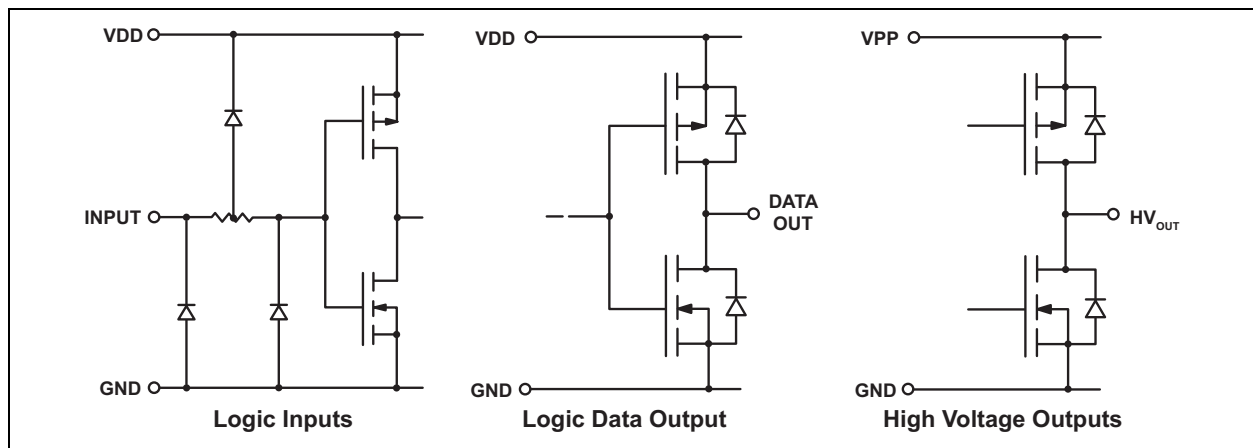 VDD
INPUT
GND
Logic Inputs
VDD
DATA
OUT
GND
Logic Data Output
VPP
HVOUT
GND
High Voltage Outputs